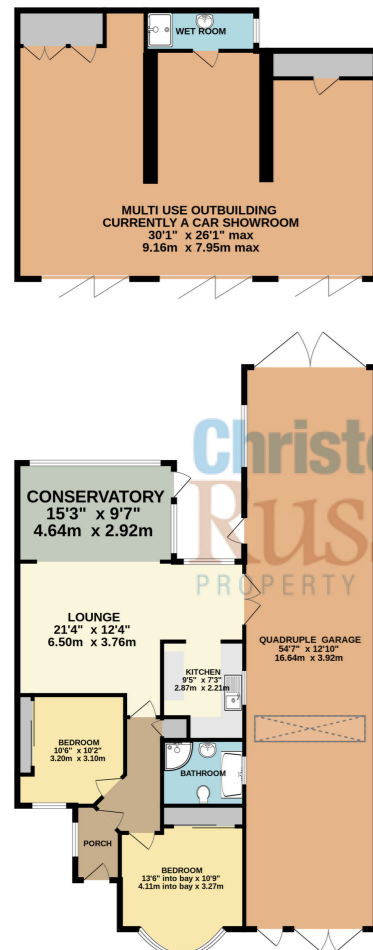 WET ROOM
MULTI USE OUTBUILDING
CURRENTLY A CAR SHOWROOM
30'1" x 26'1" max
9.16m x 7.95m max
Christo
Rus
PROPERTY
CONSERVATORY
15'3" x 9'7"
4.64m x 2.92m
LOUNGE
21'4" x 12'4"
6.50m x 3.76m
QUADRUPLE GARAGE
54'7" x 12'10"
16.64m x 3.92m
KITCHEN
9'5" x 7'3"
2.87m x 2.21m
BEDROOM
10'6" x 10'2"
3.20m x 3.10m
BATHROOM
PORCH
BEDROOM
13'6" into bay x 10'9"
4.11m into bay x 3.27m